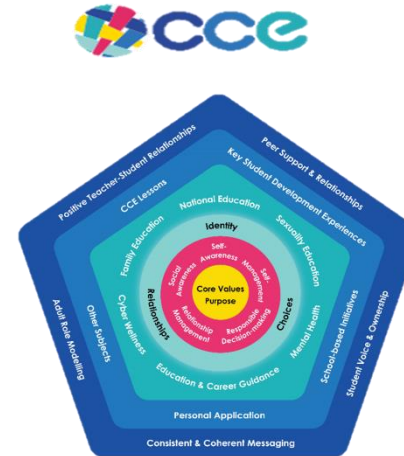 cce
Positive Teacher-Student Relationships
Peer Support & Relationships
CCE Lessons
Key Student Development Experiences
National Education
Family Education
Sexuality Education
Identity
Self-
Awareness
Self-
Management
Social
Awareness
Core Values
Purpose
Relationships
Choices
Relationship
Management
Responsible
Decision-making
Cyber Wellness
Mental Health
Education & Career Guidance
Other Subjects
School-based Initiatives
Adult Role Modelling
Student Voice & Ownership
Personal Application
Consistent & Coherent Messaging